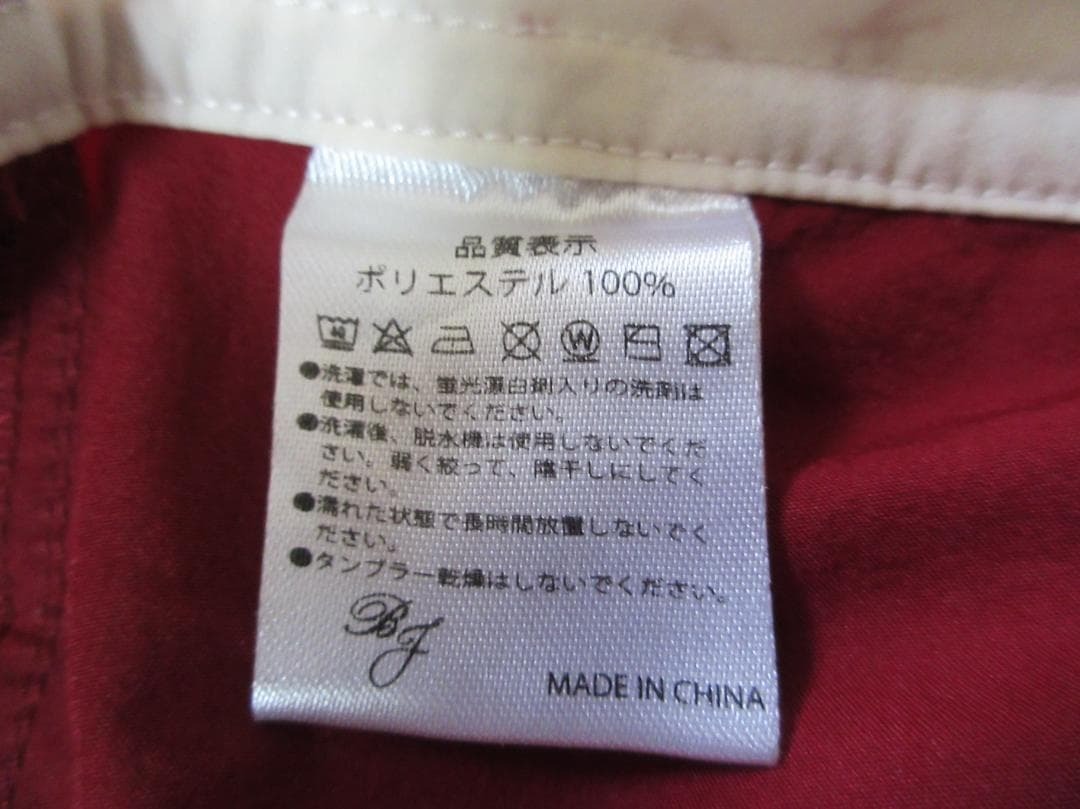 品質表示
ポリエステル 100%
40
W
●洗濯では、蛍光漂白剤入りの洗剤は
使用しないでください。
●洗濯後、脱水機は使用しないでくだ
さい。弱く絞って、陰干しにしてく
ださい。
●濡れた状態で長時間放置しないでく
ださい。
●タンブラー乾燥はしないでください。
BJ
MADE IN CHINA